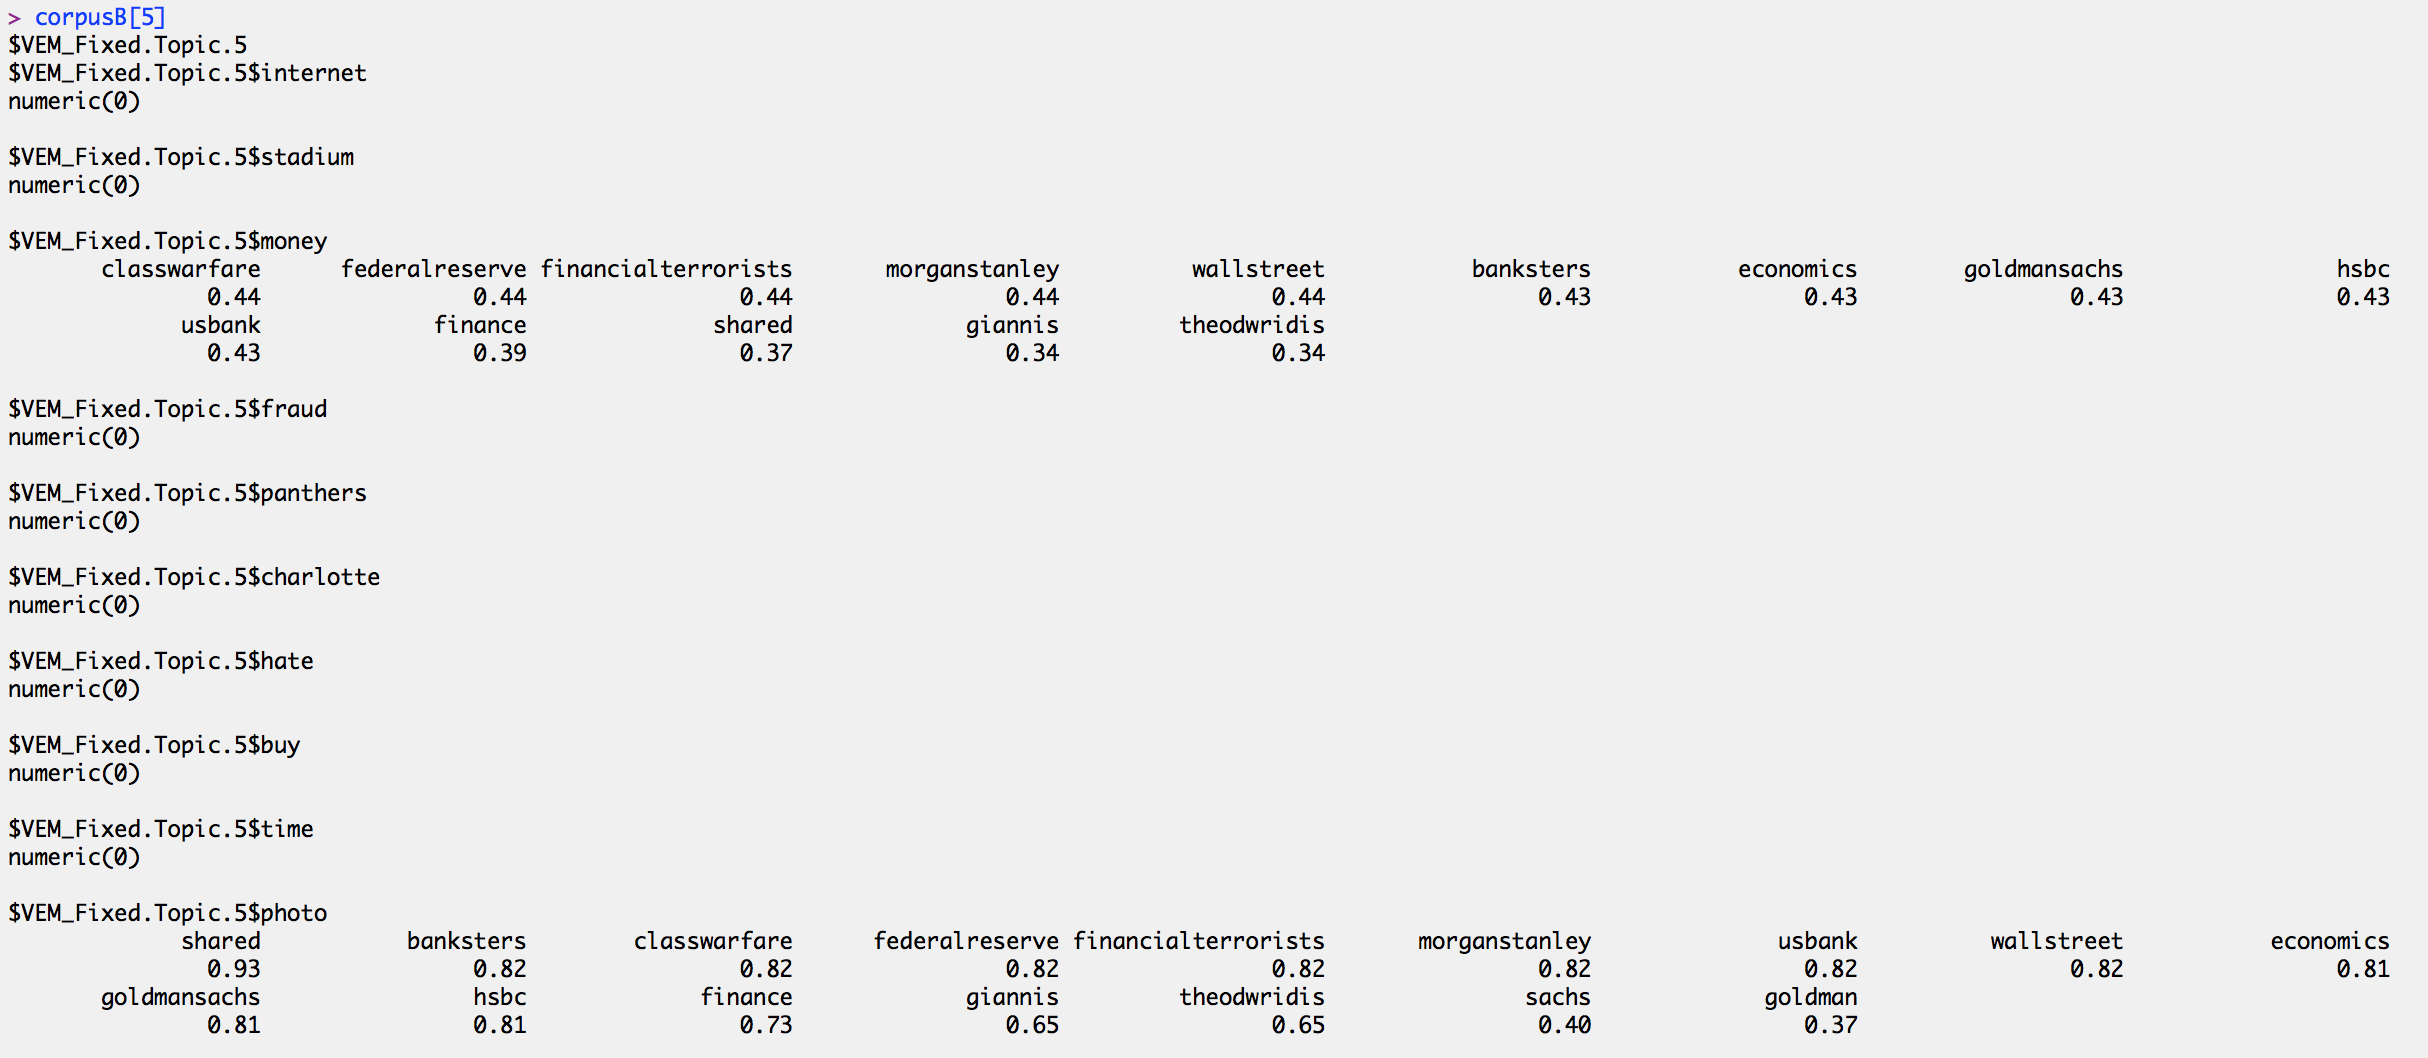 > corpusB[5]
$VEM_Fixed.Topic.5
$VEM_Fixed.Topic.5$internet
numeric(0)

$VEM_Fixed.Topic.5$stadium
numeric(0)

$VEM_Fixed.Topic.5$money
classwarfare federalreserve financialterrorists morganstanley wallstreet banksters economics goldmansachs hsbc
0.44 0.44 0.44 0.44 0.44 0.43 0.43 0.43 0.43
usbank finance shared giannis theodwridis
0.43 0.39 0.37 0.34 0.34

$VEM_Fixed.Topic.5$fraud
numeric(0)

$VEM_Fixed.Topic.5$panthers
numeric(0)

$VEM_Fixed.Topic.5$charlotte
numeric(0)

$VEM_Fixed.Topic.5$hate
numeric(0)

$VEM_Fixed.Topic.5$buy
numeric(0)

$VEM_Fixed.Topic.5$time
numeric(0)

$VEM_Fixed.Topic.5$photo
shared banksters classwarfare federalreserve financialterrorists morganstanley usbank wallstreet economics
0.93 0.82 0.82 0.82 0.82 0.82 0.82 0.82 0.81
goldmansachs hsbc finance giannis theodwridis sachs goldman
0.81 0.81 0.73 0.65 0.65 0.40 0.37